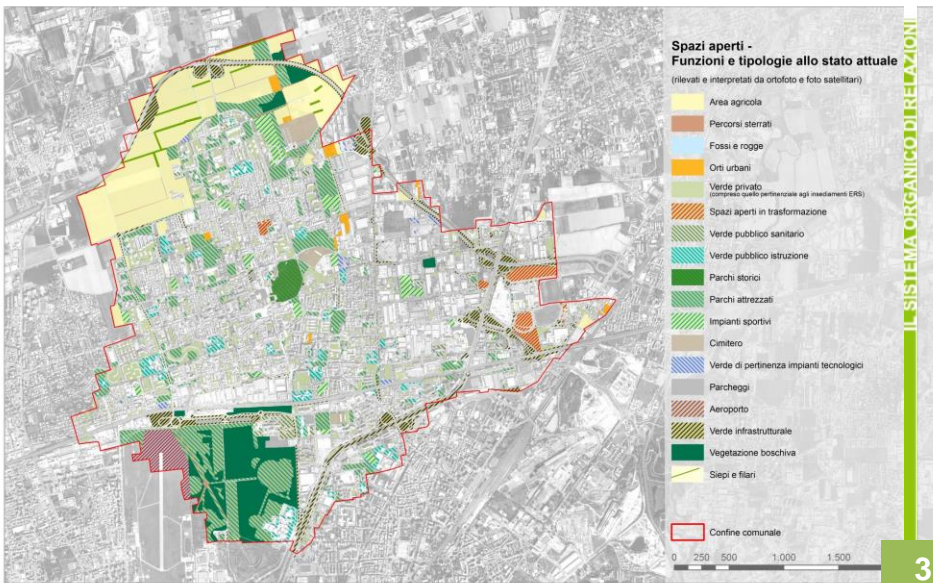 Spazi aperti -
Funzioni e tipologie allo stato attuale
(rilevati e interpretati da ortofoto e foto satellitari)
Area agricola
Percorsi sterrati
Fossi e rogge
Orti urbani
Verde privato
(compreso quello pertinenziale agli insediamenti ERS)
Spazi aperti in trasformazione
Verde pubblico sanitario
Verde pubblico istruzione
Parchi storici
Parchi attrezzati
Impianti sportivi
Cimitero
Verde di pertinenza impianti tecnologici
Parcheggi
Aeroporto
Verde infrastrutturale
Vegetazione boschiva
Siepi e filari
Confine comunale
0 250 500 1.000 1.500
IL SISTEMA ORGANICO DI RELAZIONI
3